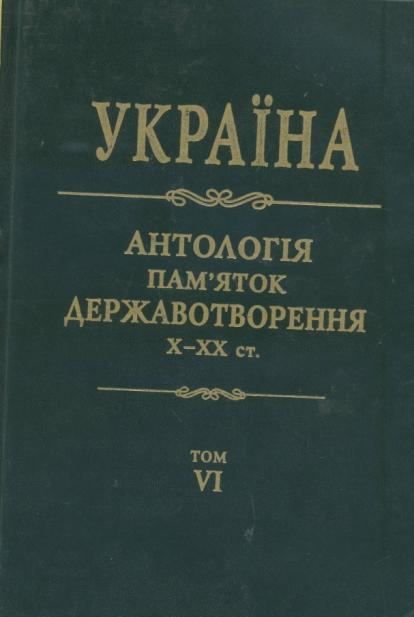 УКРАЇНА
АНТОЛОГІЯ
ПАМ'ЯТОК
ДЕРЖАВОТВОРЕННЯ
X–XX ст.
ТОМ
VI